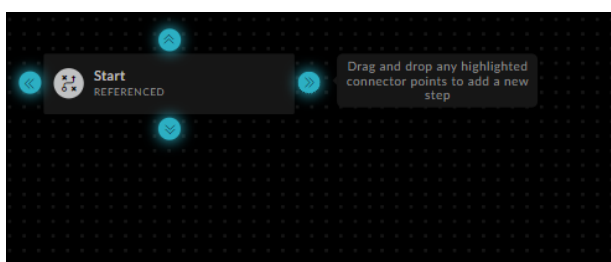 Start
REFERENCED
Drag and drop any highlighted
connector points to add a new
step